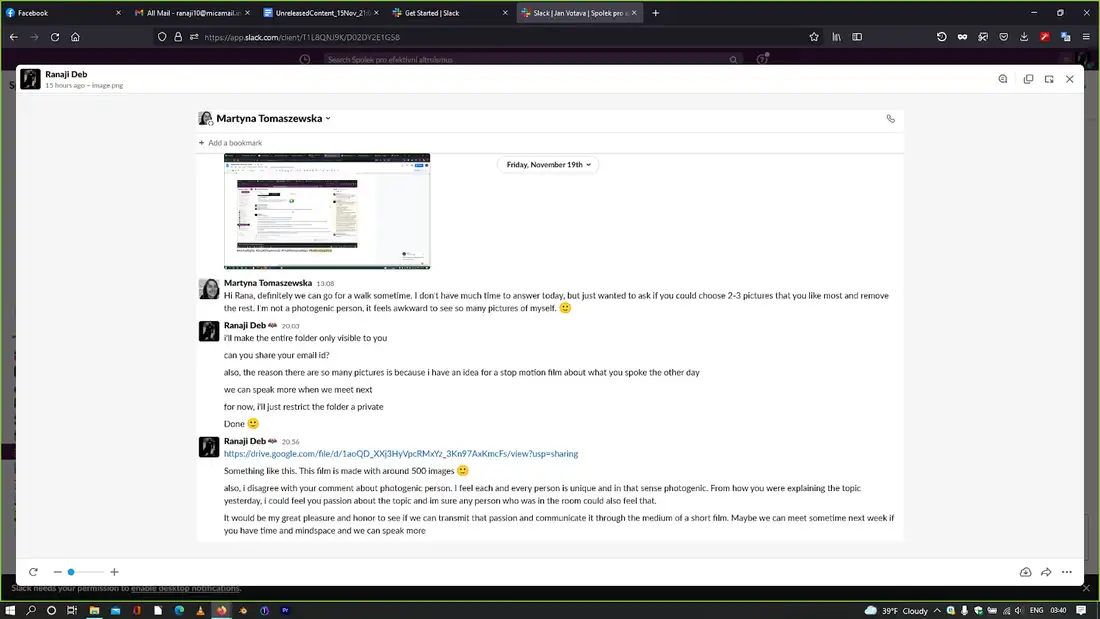 Facebook
All Mail - ranaji10@micamail.in
UnreleasedContent_15Nov_21
Get Started | Slack
Slack | Jan Votava | Spolek pro
https://app.slack.com/client/T1L8QNJ9K/D02DY2E1G58
Search Spolek pro efektivní altruismus
Ranaji Deb
15 hours ago – image.png
Martyna Tomaszewska
+ Add a bookmark
Friday, November 19th
Martyna Tomaszewska 13:08
Hi Rana, definitely we can go for a walk sometime. I don't have much time to answer today, but just wanted to ask if you could choose 2-3 pictures that you like most and remove
the rest. I'm not a photogenic person, it feels awkward to see so many pictures of myself. 🙂
Ranaji Deb 20:03
i'll make the entire folder only visible to you
can you share your email id?
also, the reason there are so many pictures is because i have an idea for a stop motion film about what you spoke the other day
we can speak more when we meet next
for now, i'll just restrict the folder a private
Done 🙂
Ranaji Deb 20:56
https://drive.google.com/file/d/1aoQD_XXj3HyVpcRMxYz_3Kn97AxKmcFs/view?usp=sharing
Something like this. This film is made with around 500 images 🙂
also, i disagree with your comment about photogenic person. I feel each and every person is unique and in that sense photogenic. From how you were explaining the topic
yesterday, i could feel you passion about the topic and im sure any person who was in the room could also feel that.
It would be my great pleasure and honor to see if we can transmit that passion and communicate it through the medium of a short film. Maybe we can meet sometime next week if
you have time and mindspace and we can speak more
Slack needs your permission to enable desktop notifications.
39°F Cloudy
ENG
03:40